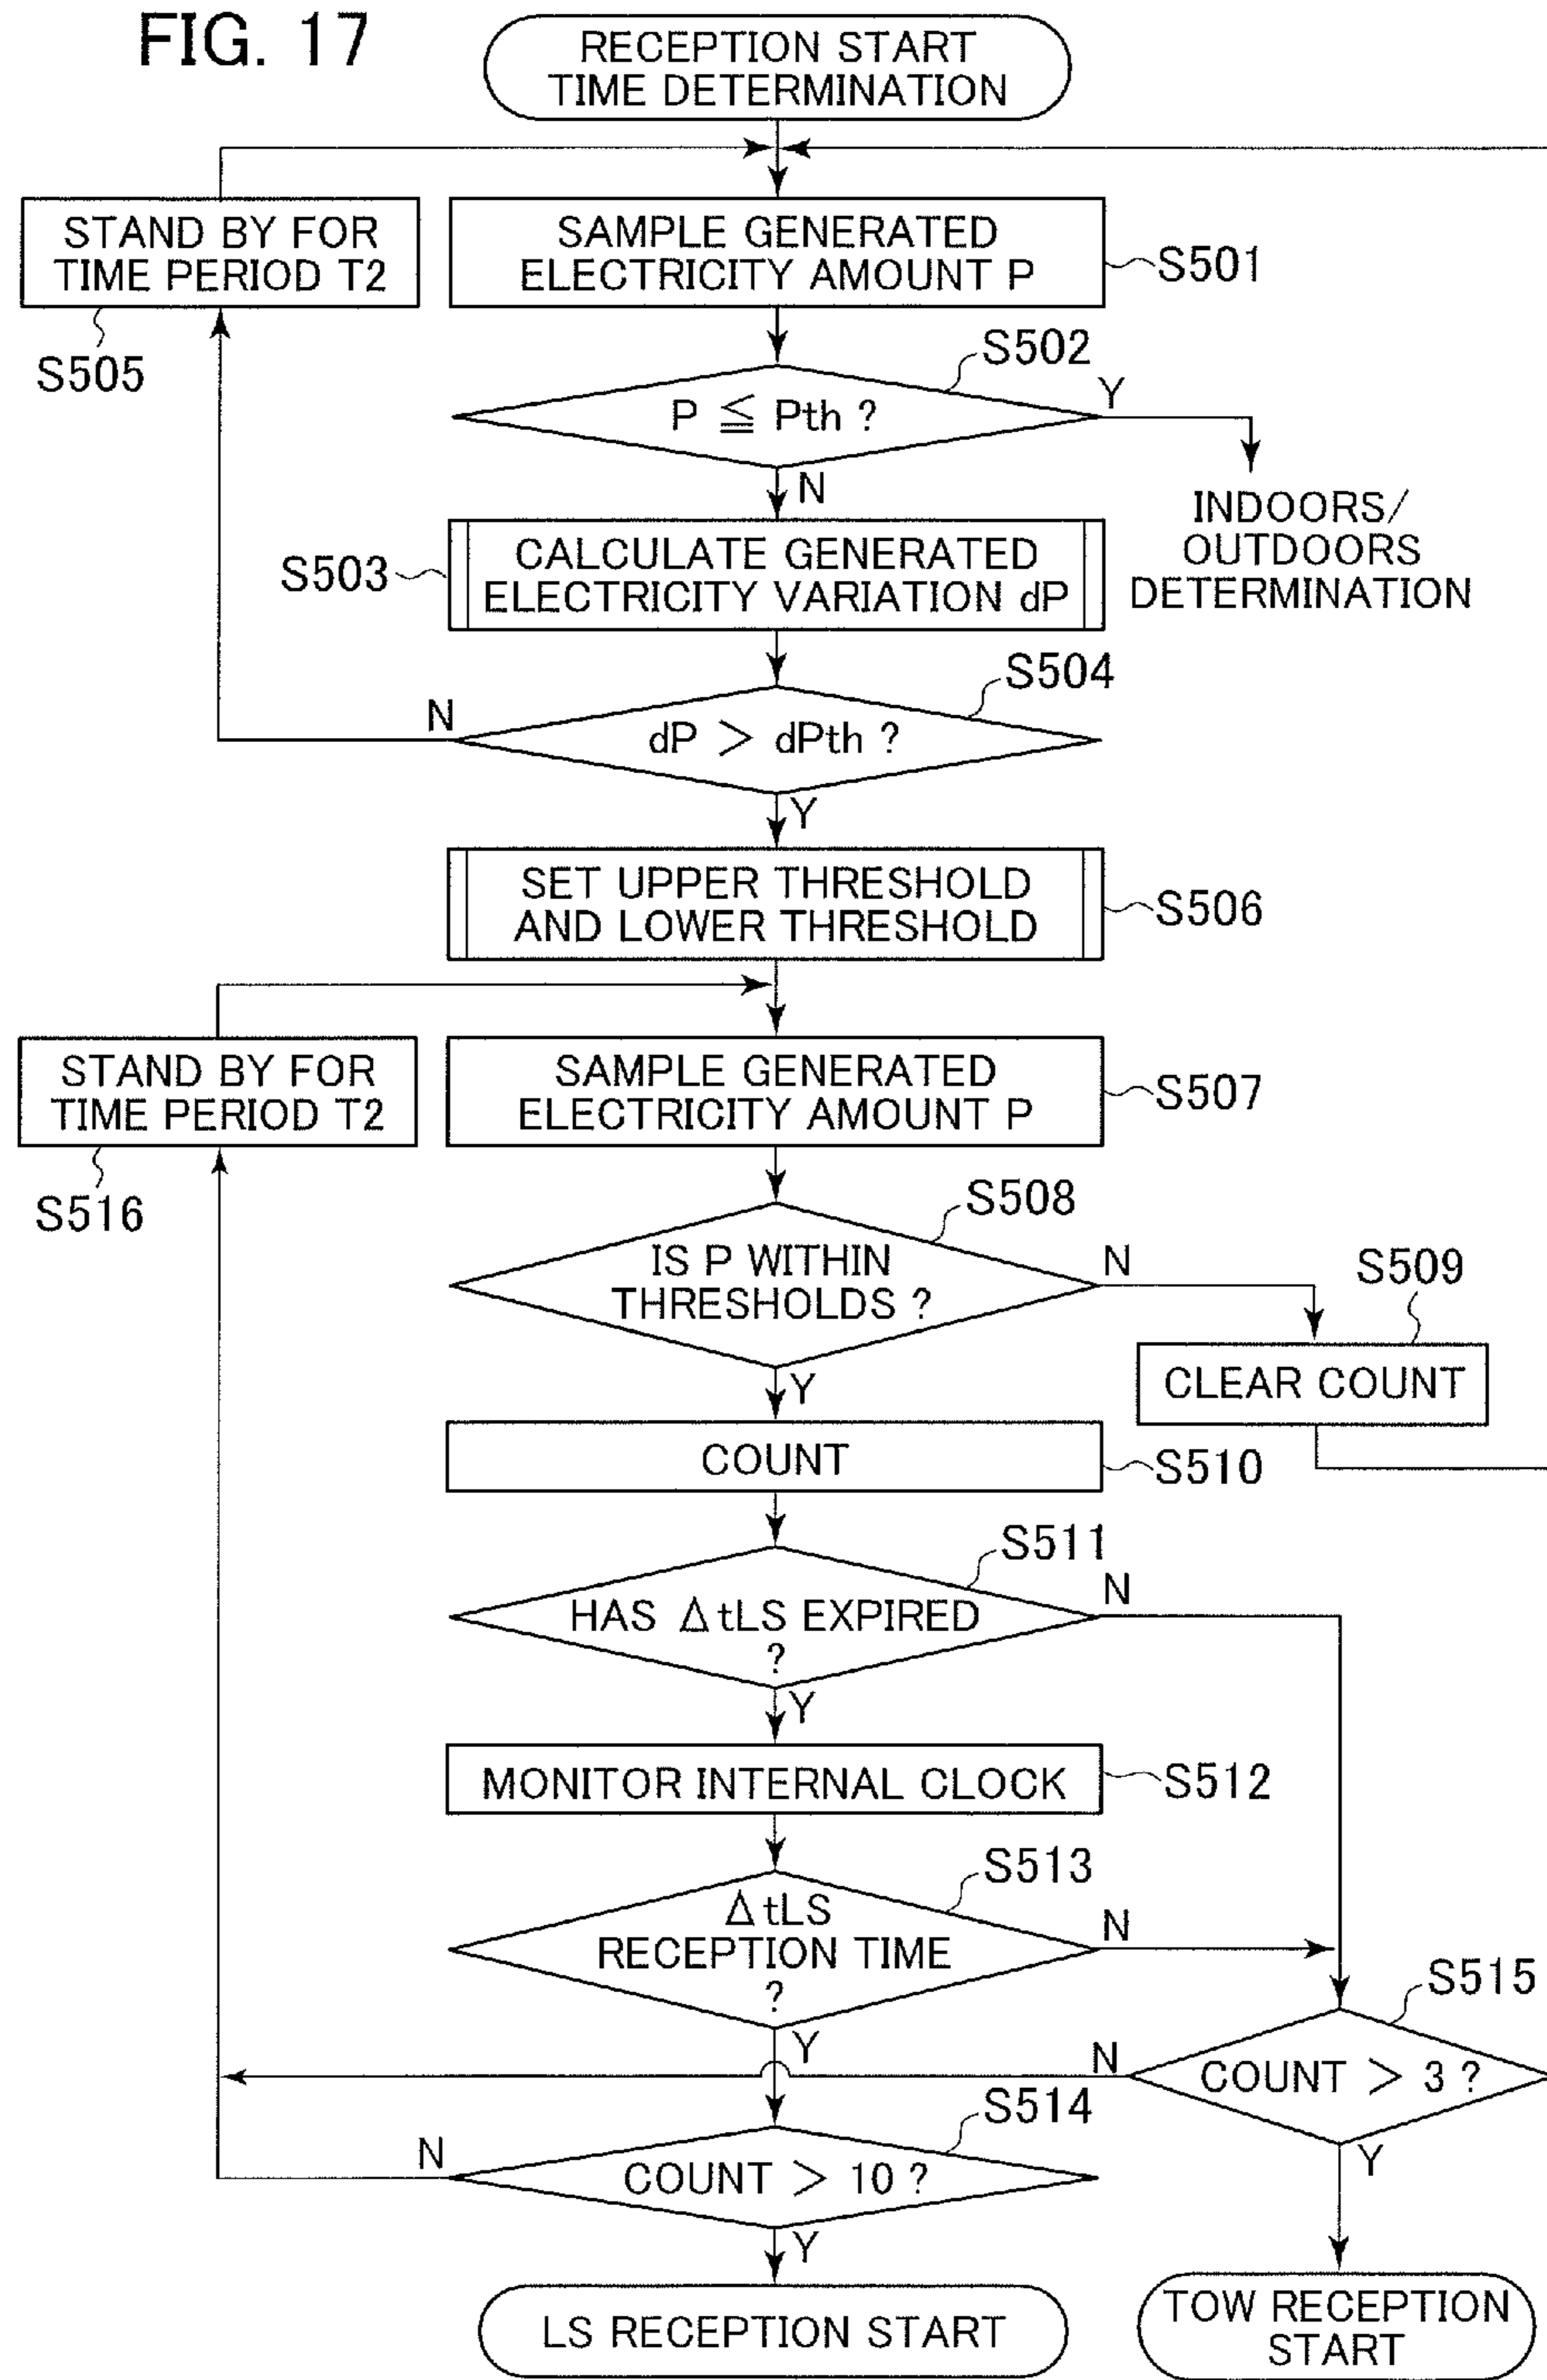 FIG. 17
RECEPTION START
TIME DETERMINATION
STAND BY FOR
TIME PERIOD T2
S505
SAMPLE GENERATED
ELECTRICITY AMOUNT P
S501
S502
P ≦ Pth ?
Y
N
INDOORS/
OUTDOORS
DETERMINATION
S503
CALCULATE GENERATED
ELECTRICITY VARIATION dP
S504
N
dP > dPth ?
Y
SET UPPER THRESHOLD
AND LOWER THRESHOLD
S506
STAND BY FOR
TIME PERIOD T2
S516
SAMPLE GENERATED
ELECTRICITY AMOUNT P
S507
S508
IS P WITHIN
THRESHOLDS ?
N
Y
S509
CLEAR COUNT
COUNT
S510
S511
HAS ΔtLS EXPIRED
?
N
Y
MONITOR INTERNAL CLOCK
S512
S513
ΔtLS
RECEPTION TIME
?
N
Y
S515
N
COUNT > 3 ?
Y
S514
N
COUNT > 10 ?
Y
LS RECEPTION START
TOW RECEPTION
START